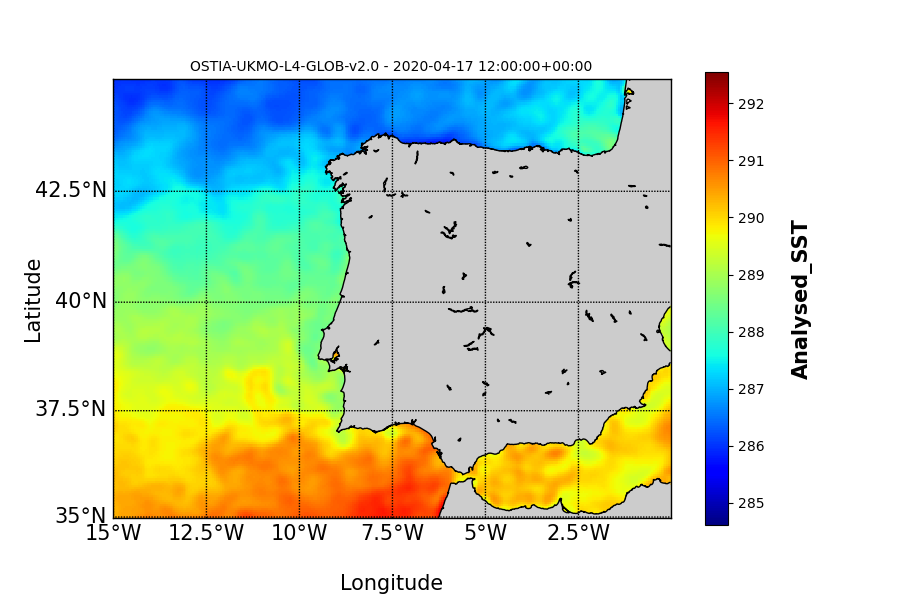 OSTIA-UKMO-L4-GLOB-v2.0 - 2020-04-17 12:00:00+00:00
42.5°N
40°N
37.5°N
35°N
Latitude
15°W 12.5°W 10°W 7.5°W 5°W 2.5°W
Longitude
292
291
290
289
288
287
286
285
Analysed_SST